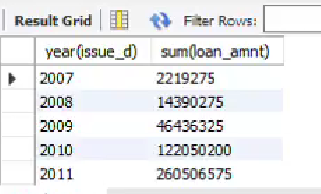 Result Grid Filter Rows:
year(issue_d) sum(loan_amnt)
2007 2219275
2008 14390275
2009 46436325
2010 122050200
2011 260506575